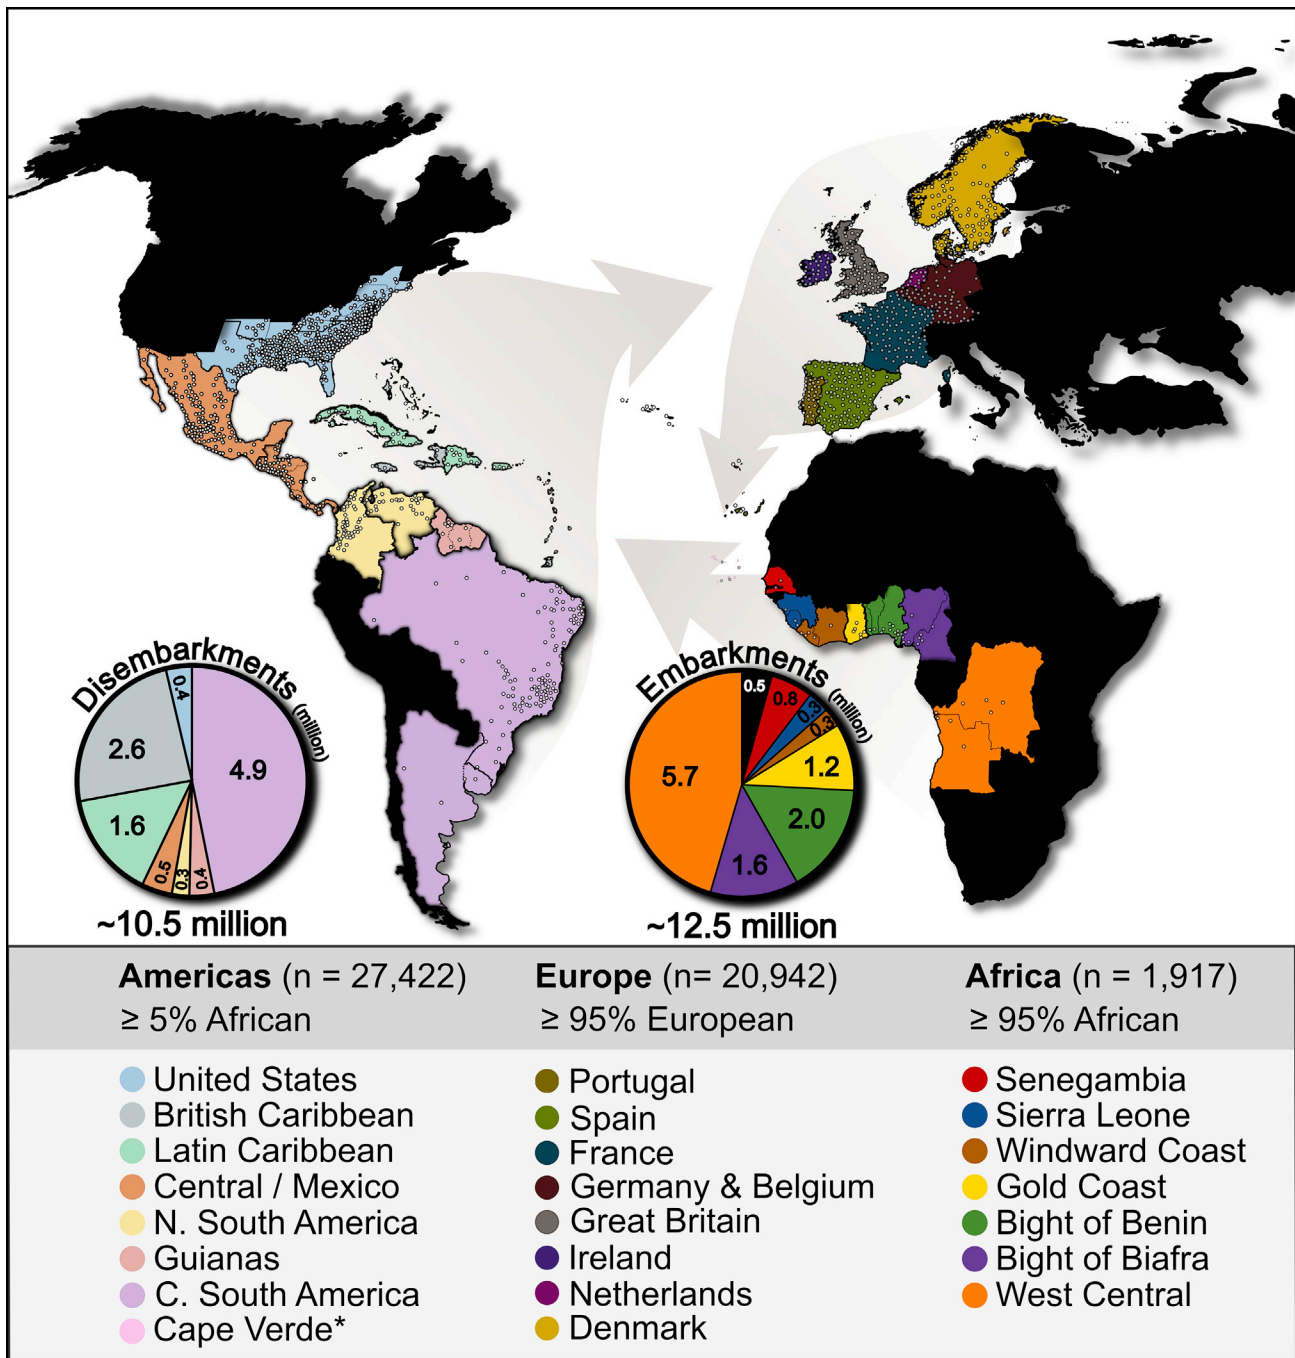 Disembarkments
(million)
0.4
4.9
2.6
1.6
0.5
0.3
0.4
~10.5 million
Embarkments
(million)
0.5
0.8
0.3
0.3
1.2
2.0
1.6
5.7
~12.5 million
Americas (n = 27,422)
≥ 5% African
United States
British Caribbean
Latin Caribbean
Central / Mexico
N. South America
Guianas
C. South America
Cape Verde*
Europe (n= 20,942)
≥ 95% European
Portugal
Spain
France
Germany & Belgium
Great Britain
Ireland
Netherlands
Denmark
Africa (n = 1,917)
≥ 95% African
Senegambia
Sierra Leone
Windward Coast
Gold Coast
Bight of Benin
Bight of Biafra
West Central